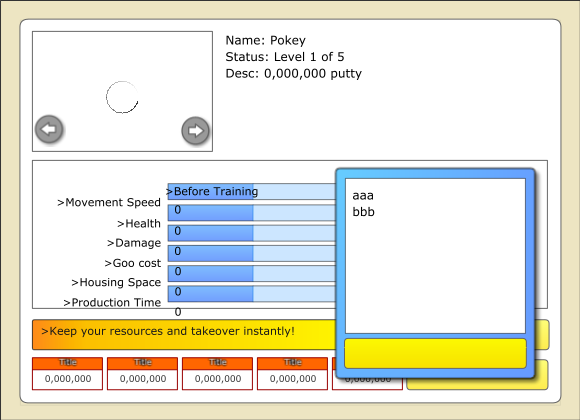 Name: Pokey
Status: Level 1 of 5
Desc: 0,000,000 putty
>Before Training
>Movement Speed
0
>Health
0
>Damage
0
>Goo cost
0
>Housing Space
0
>Production Time
0
aaa
bbb
>Keep your resources and takeover instantly!
Title
Title
Title
Title
Title
0,000,000
0,000,000
0,000,000
0,000,000
0,000,000